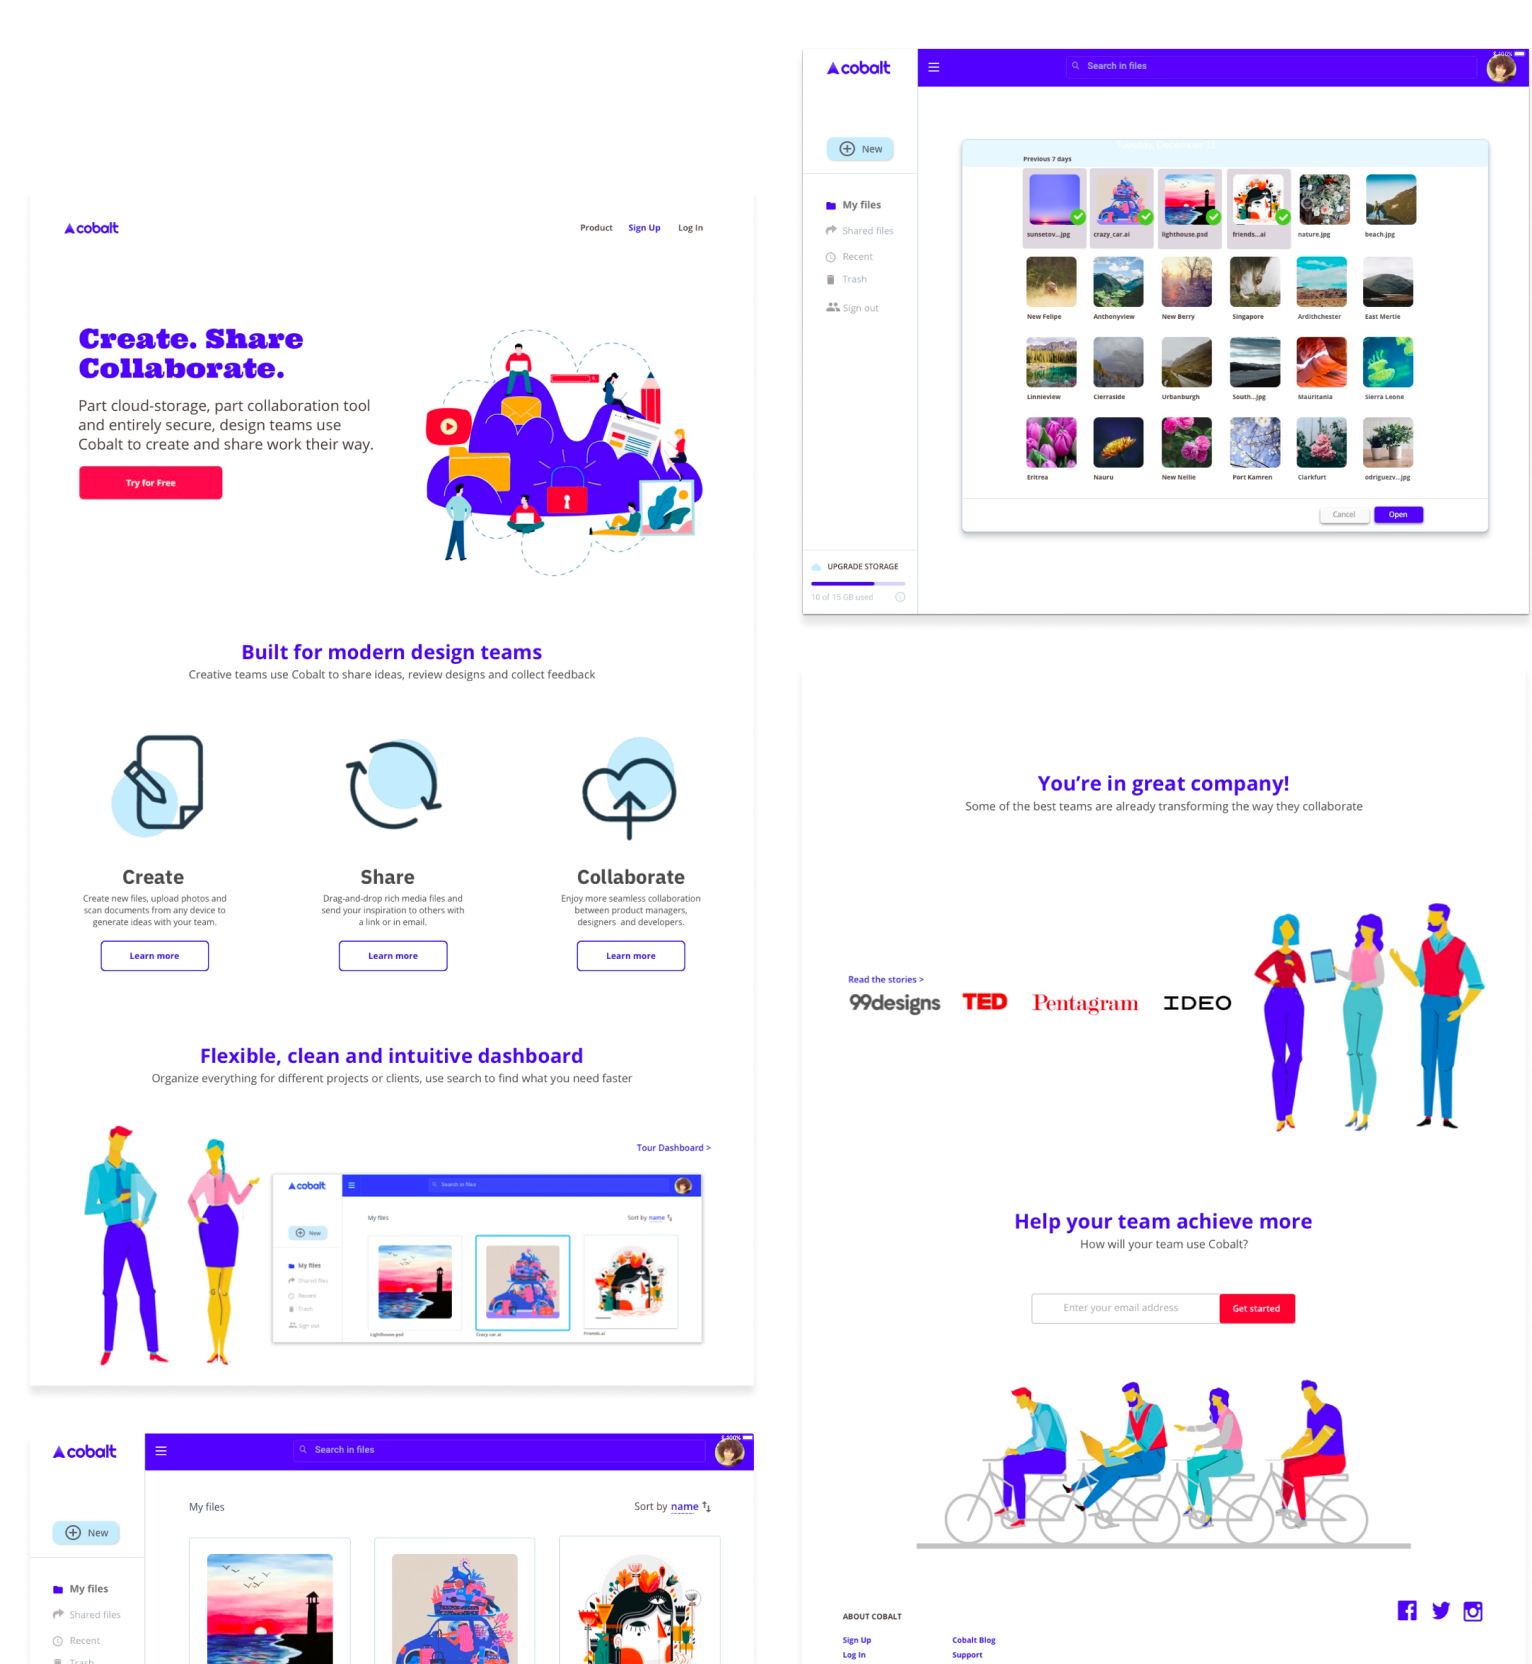 cobalt
Product Sign Up Log In
Create. Share
Collaborate.
Part cloud-storage, part collaboration tool
and entirely secure, design teams use
Cobalt to create and share work their way.
Try for Free
Built for modern design teams
Creative teams use Cobalt to share ideas, review designs and collect feedback
Create
Create new files, upload photos and
scan documents from any device to
generate ideas with your team.
Learn more
Share
Drag-and-drop rich media files and
send your inspiration to others with
a link or in email.
Learn more
Collaborate
Enjoy more seamless collaboration
between product managers,
designers and developers.
Learn more
Flexible, clean and intuitive dashboard
Organize everything for different projects or clients, use search to find what you need faster
Tour Dashboard >
cobalt
Search in files
New
My files
Shared files
Recent
Trash
Sign out
My files
Sort by name
Lighthouse.psd
Crazy car.ai
Friends.ai
cobalt
Search in files
100%
New
My files
Shared files
Recent
Trash
My files
Sort by name
cobalt
Search in files
100%
New
My files
Shared files
Recent
Trash
Sign out
UPGRADE STORAGE
10 of 15 GB used
Tuesday, December 11
Previous 7 days
sunsetov...jpg crazy_car.ai lighthouse.psd friends...ai nature.jpg beach.jpg
New Felipe Anthonyview New Berry Singapore Ardithchester East Mertie
Linnieview Cierraside Urbanburgh South...jpg Mauritania Sierra Leone
Eritrea Nauru New Nellie Port Kamren Clarkfurt odriguezv...jpg
Cancel Open
You're in great company!
Some of the best teams are already transforming the way they collaborate
Read the stories >
99designs TED Pentagram IDEO
Help your team achieve more
How will your team use Cobalt?
Enter your email address
Get started
ABOUT COBALT
Sign Up Cobalt Blog
Log In Support